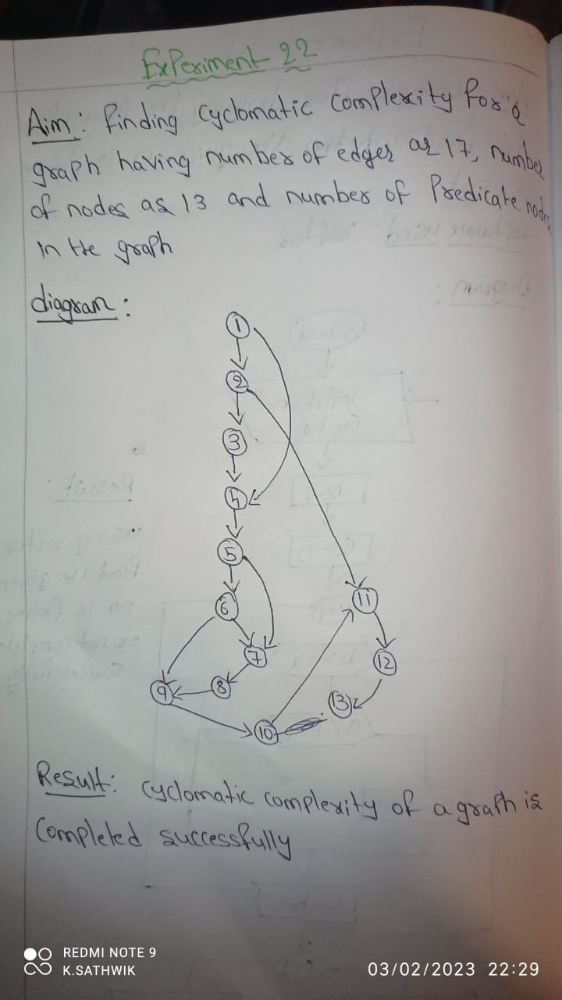 Experiment-22
Aim: finding Cyclomatic Complexity for a
graph having number of edges as 17, number
of nodes as 13 and number of Predicate nodes
in the graph
diagram:
1
2
3
4
5
6
11
7
12
8
9
13
10
Result: Cyclomatic complexity of a graph is
Completed successfully
REDMI NOTE 9
K.SATHWIK
03/02/2023 22:29